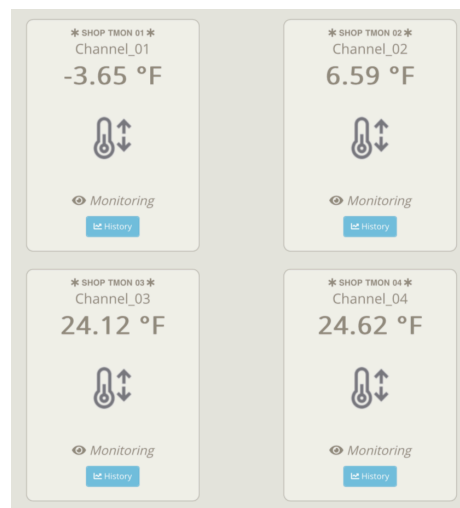 * SHOP TMON 01 *
Channel_01
-3.65 °F
Monitoring
History
* SHOP TMON 02 *
Channel_02
6.59 °F
Monitoring
History
* SHOP TMON 03 *
Channel_03
24.12 °F
Monitoring
History
* SHOP TMON 04 *
Channel_04
24.62 °F
Monitoring
History